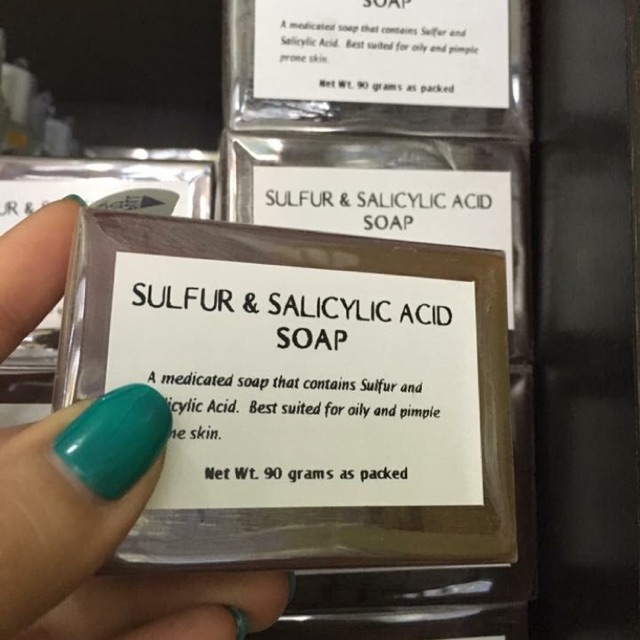 SOAP
A medicated soap that contains Sulfur and
Salicylic Acid. Best suited for oily and pimple
prone skin.
Net Wt. 90 grams as packed
SULFUR & SALICYLIC ACID
SOAP
SULFUR & SALICYLIC ACID
SOAP
A medicated soap that contains Sulfur and
icylic Acid. Best suited for oily and pimple
ne skin.
Net Wt. 90 grams as packed